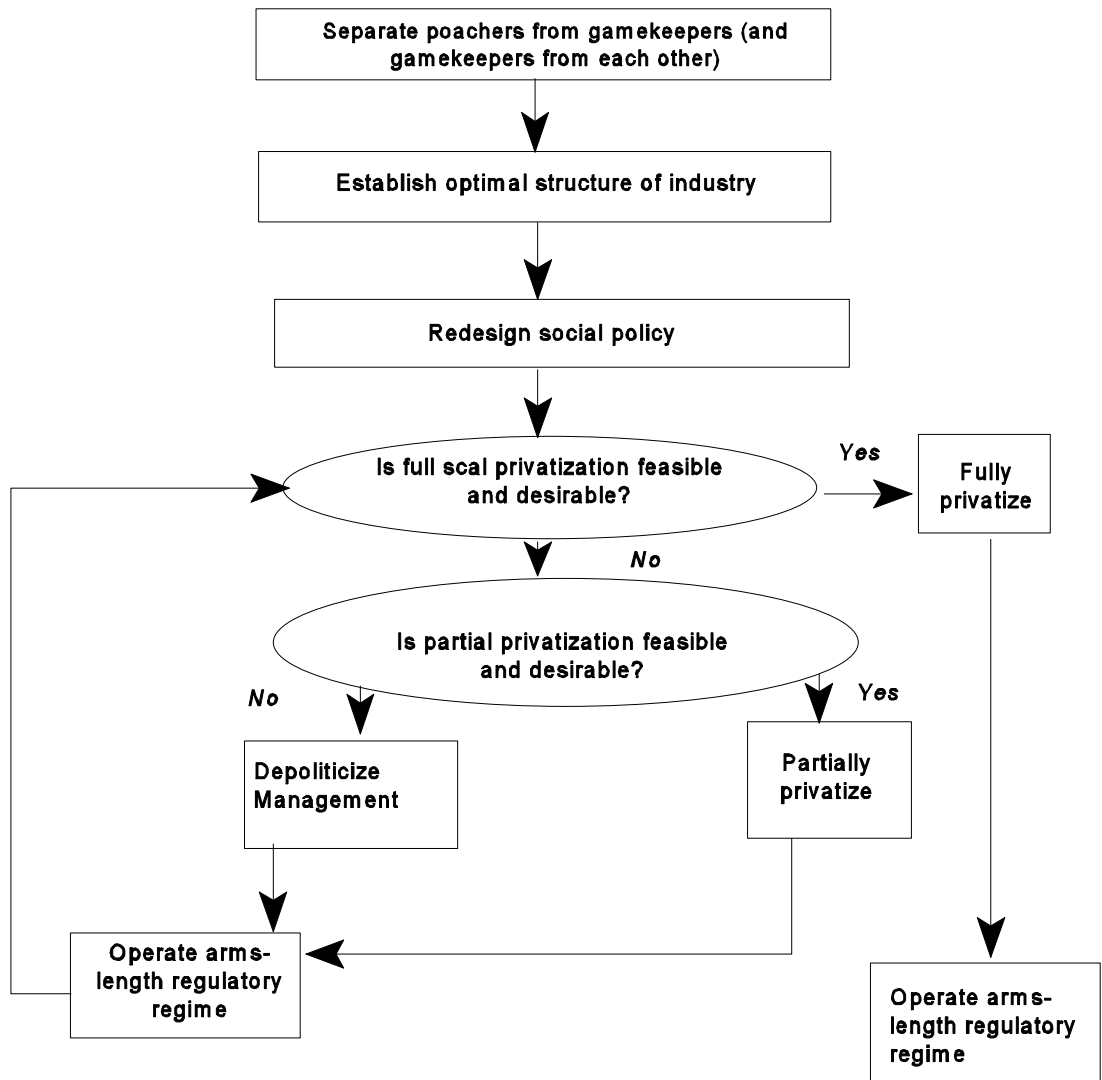 Separate poachers from gamekeepers (and
gamekeepers from each other)
Establish optimal structure of industry
Redesign social policy
Is full scal privatization feasible
and desirable?
Yes
Fully
privatize
No
Is partial privatization feasible
and desirable?
No
Yes
Depoliticize
Management
Partially
privatize
Operate arms-
length regulatory
regime
Operate arms-
length regulatory
regime